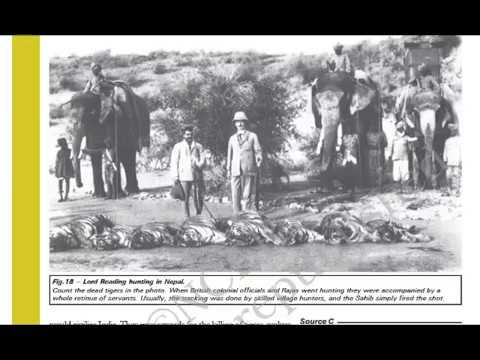 Fig.18 – Lord Reading hunting in Nepal.
Count the dead tigers in the photo. When British colonial officials and Rajas went hunting they were accompanied by a
whole retinue of servants. Usually, the tracking was done by skilled village hunters, and the Sahib simply fired the shot.
Source C